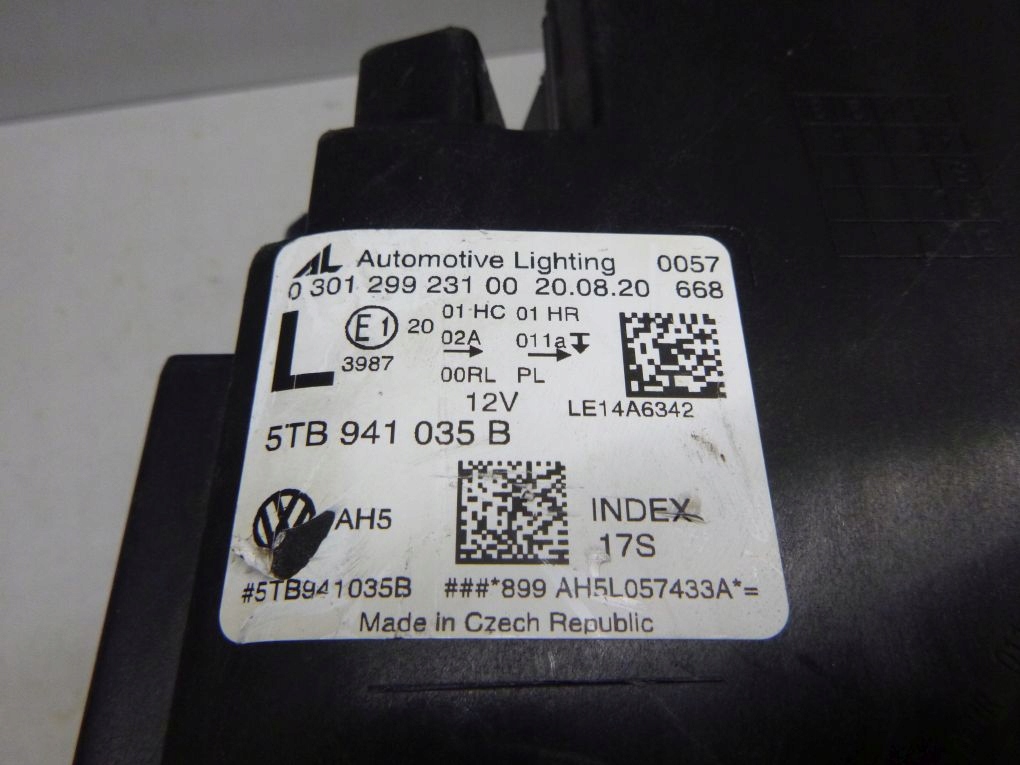 AL Automotive Lighting 0057
0 301 299 231 00 20.08.20 668
L E1 20 01 HC 01 HR
3987 02A 011a
00RL PL
12V LE14A6342
5TB 941 035 B
AH5 INDEX
17S
#5TB941035B ###*899 AH5L057433A*=
Made in Czech Republic